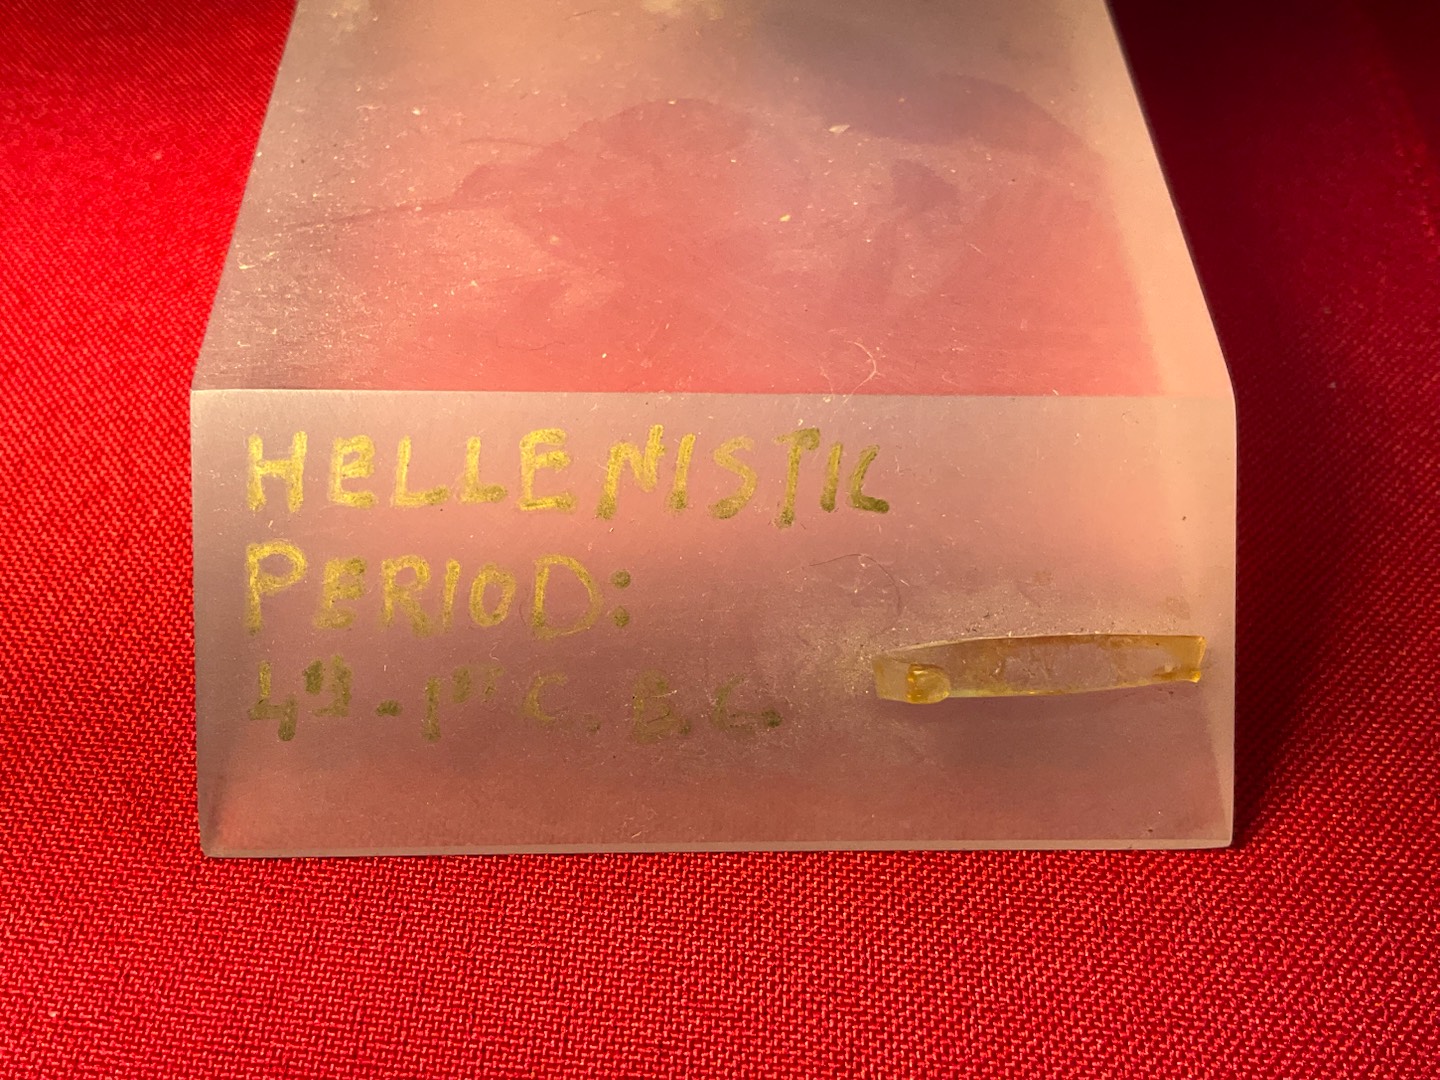 HELLENISTIC
PERIOD:
4th - 1st C. B.C.